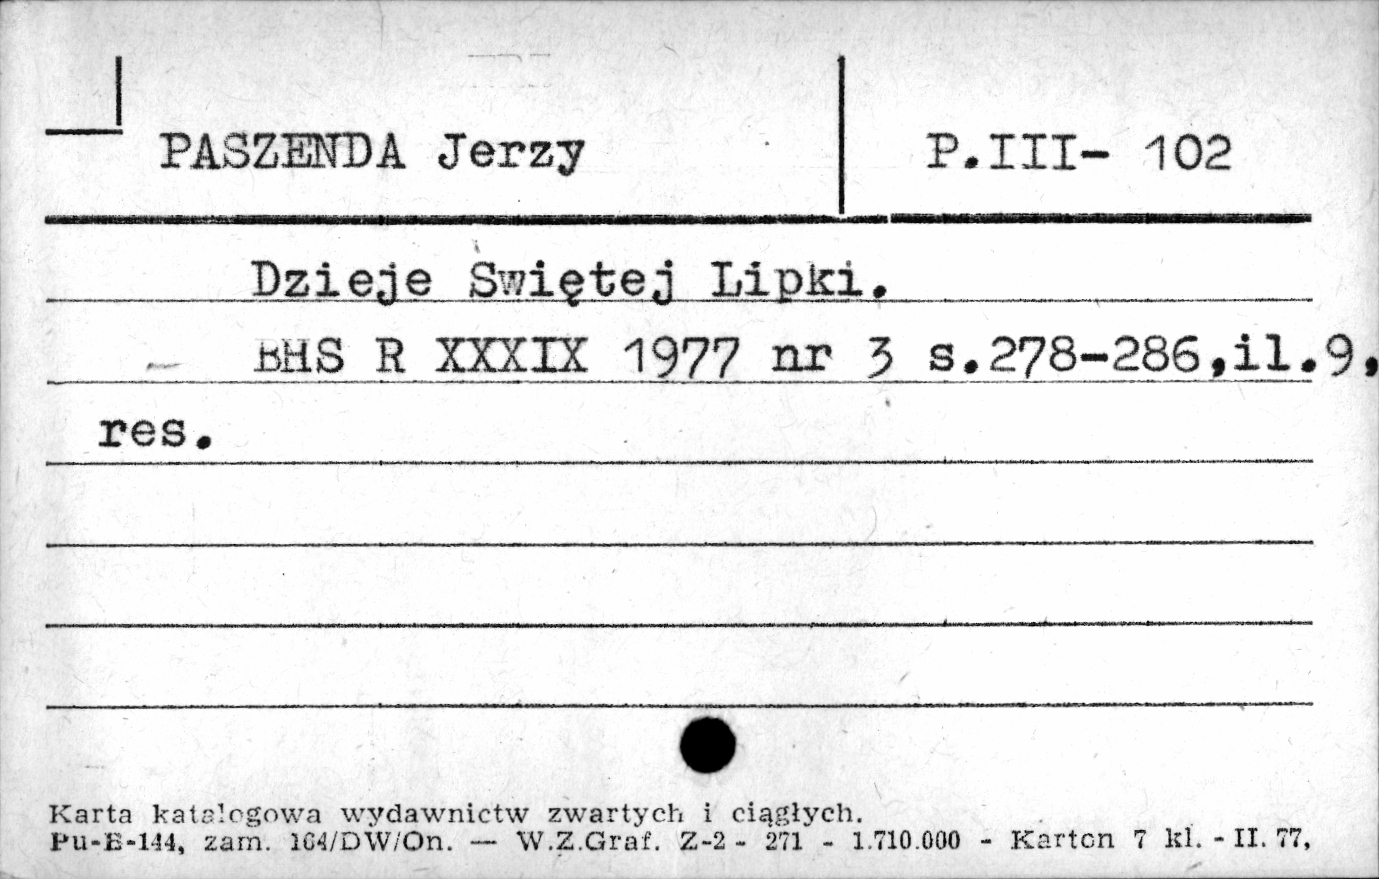 PASZENDA Jerzy
P.III- 102
Dzieje Świętej Lipki.
BHS R XXXIX 1977 nr 3 s.278-286,il.9,
res.
Karta katalogowa wydawnictw zwartych i ciągłych.
Pu-E-144, zam. 164/DW/On. — W.Z.Graf. Z-2 - 271 - 1.710.000 - Karton 7 kl. - II. 77,